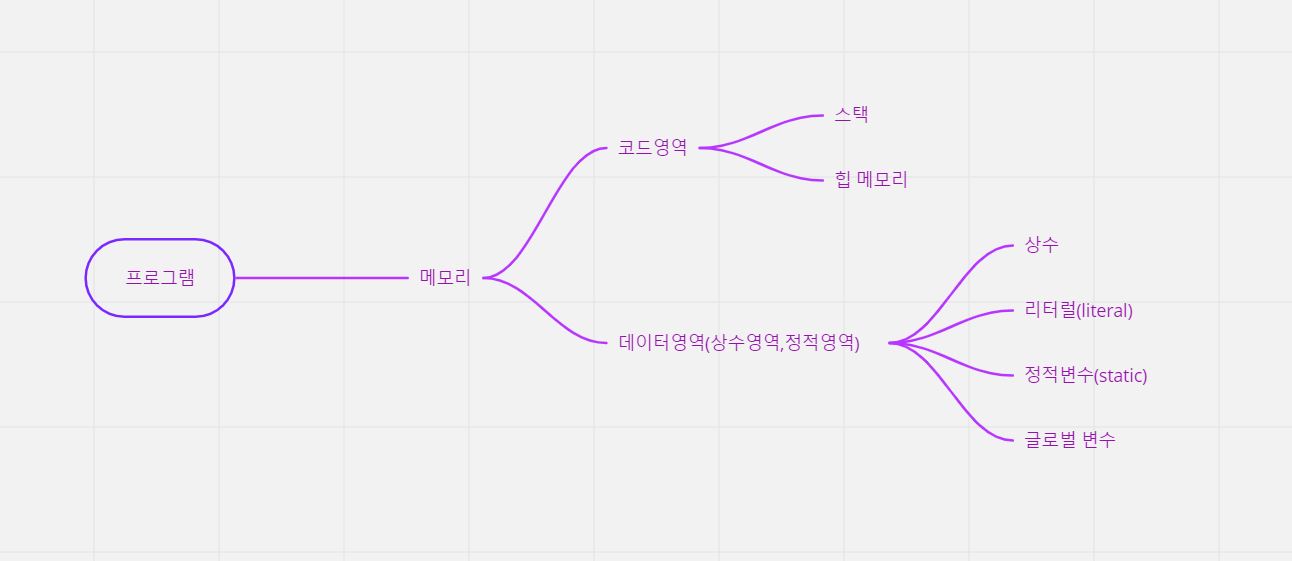 스택
코드영역
힙 메모리
상수
프로그램
메모리
리터럴(literal)
데이터영역(상수영역,정적영역)
정적변수(static)
글로벌 변수